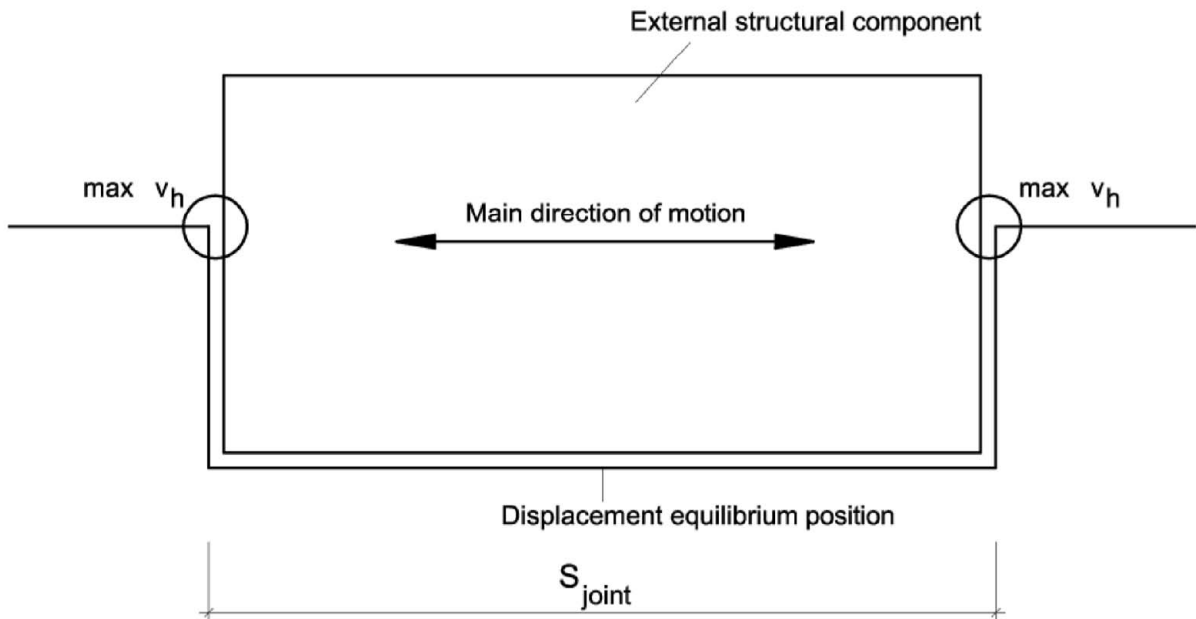 External structural component
max v_h
max v_h
Main direction of motion
Displacement equilibrium position
S_joint